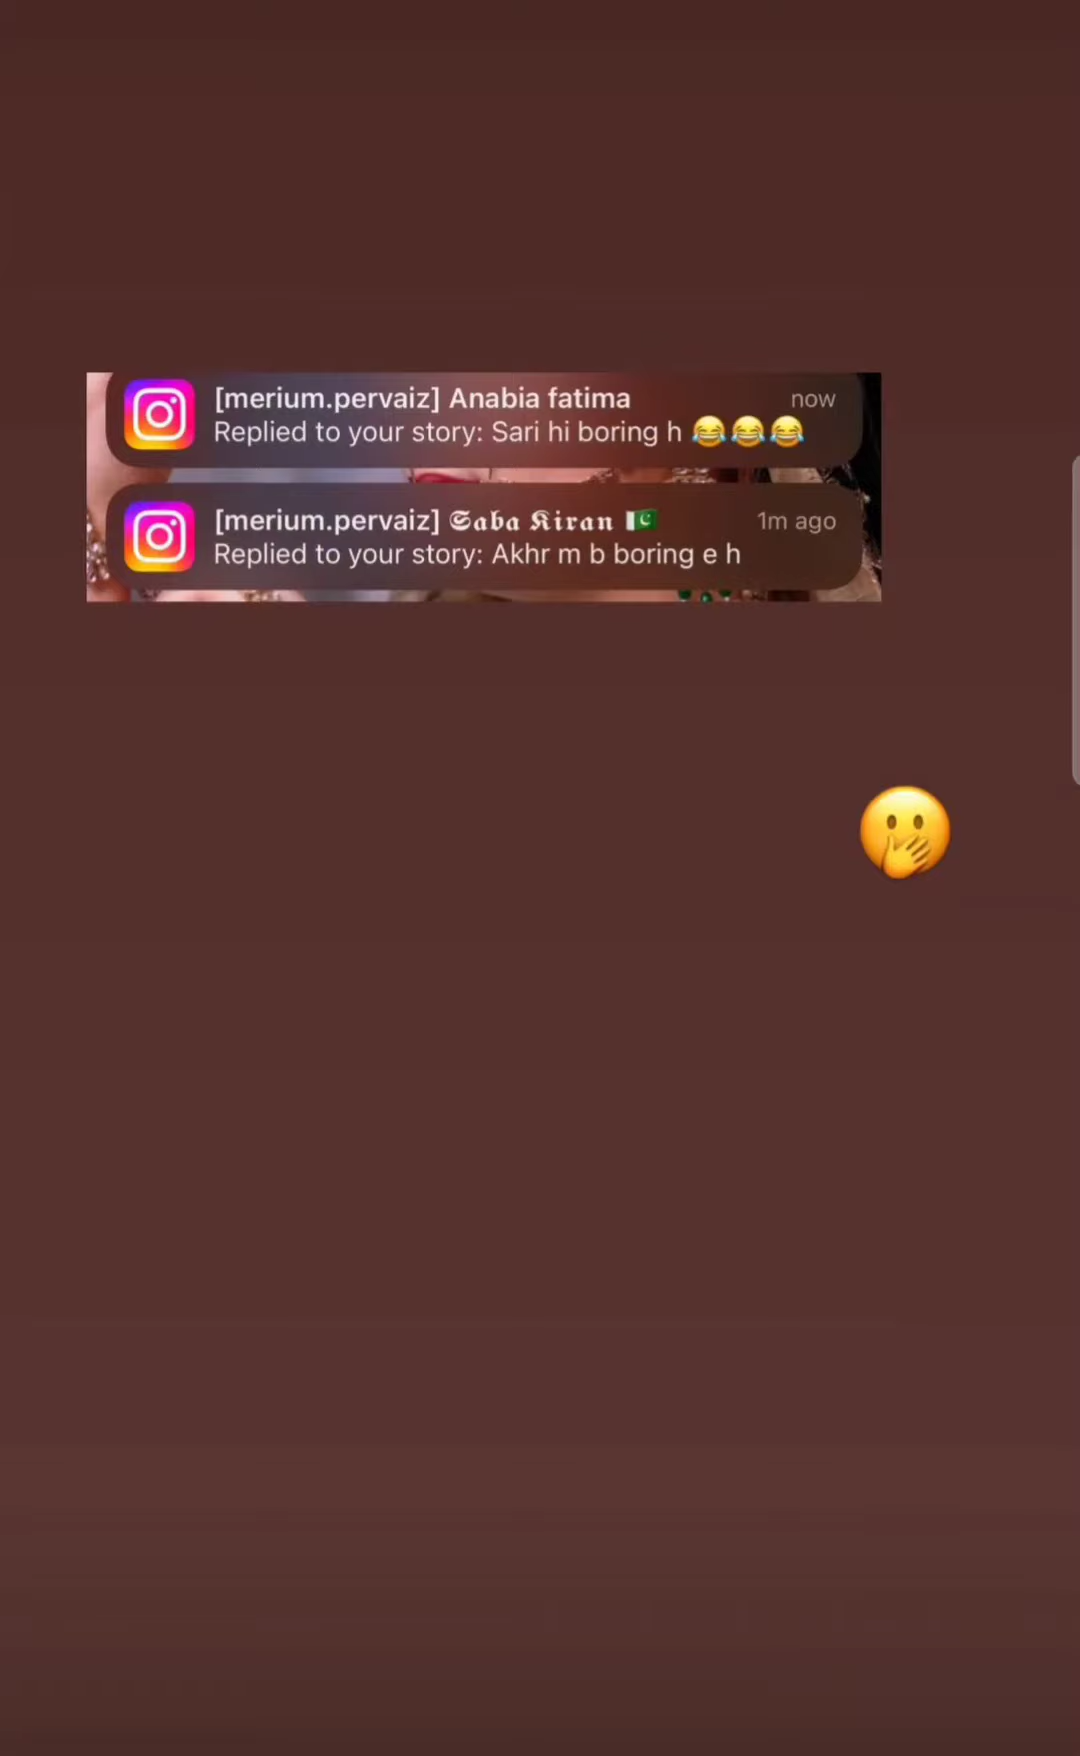 [merium.pervaiz] Anabia fatima now
Replied to your story: Sari hi boring h 😂😂😂
[merium.pervaiz] 𝕾𝖆𝖇𝖆 𝕶𝖎𝖗𝖆𝖓 🇵🇰 1m ago
Replied to your story: Akhr m b boring e h